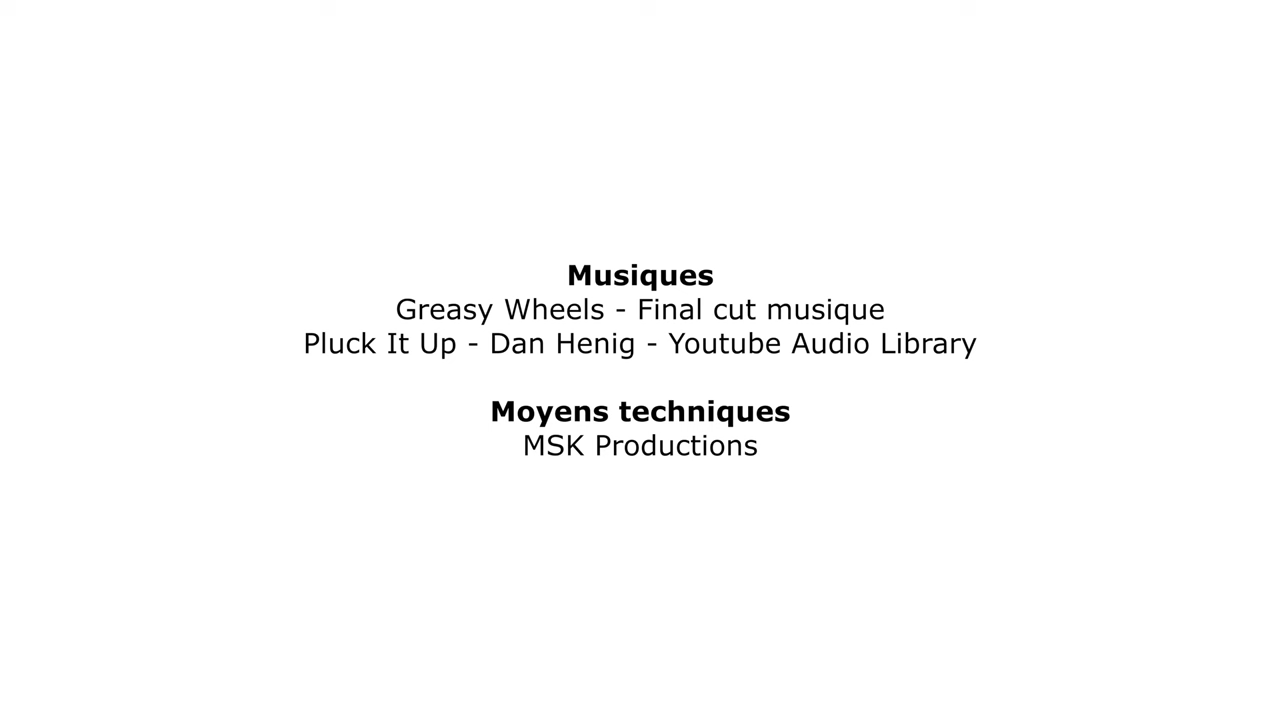 Musiques
Greasy Wheels - Final cut musique
Pluck It Up - Dan Henig - Youtube Audio Library
Moyens techniques
MSK Productions